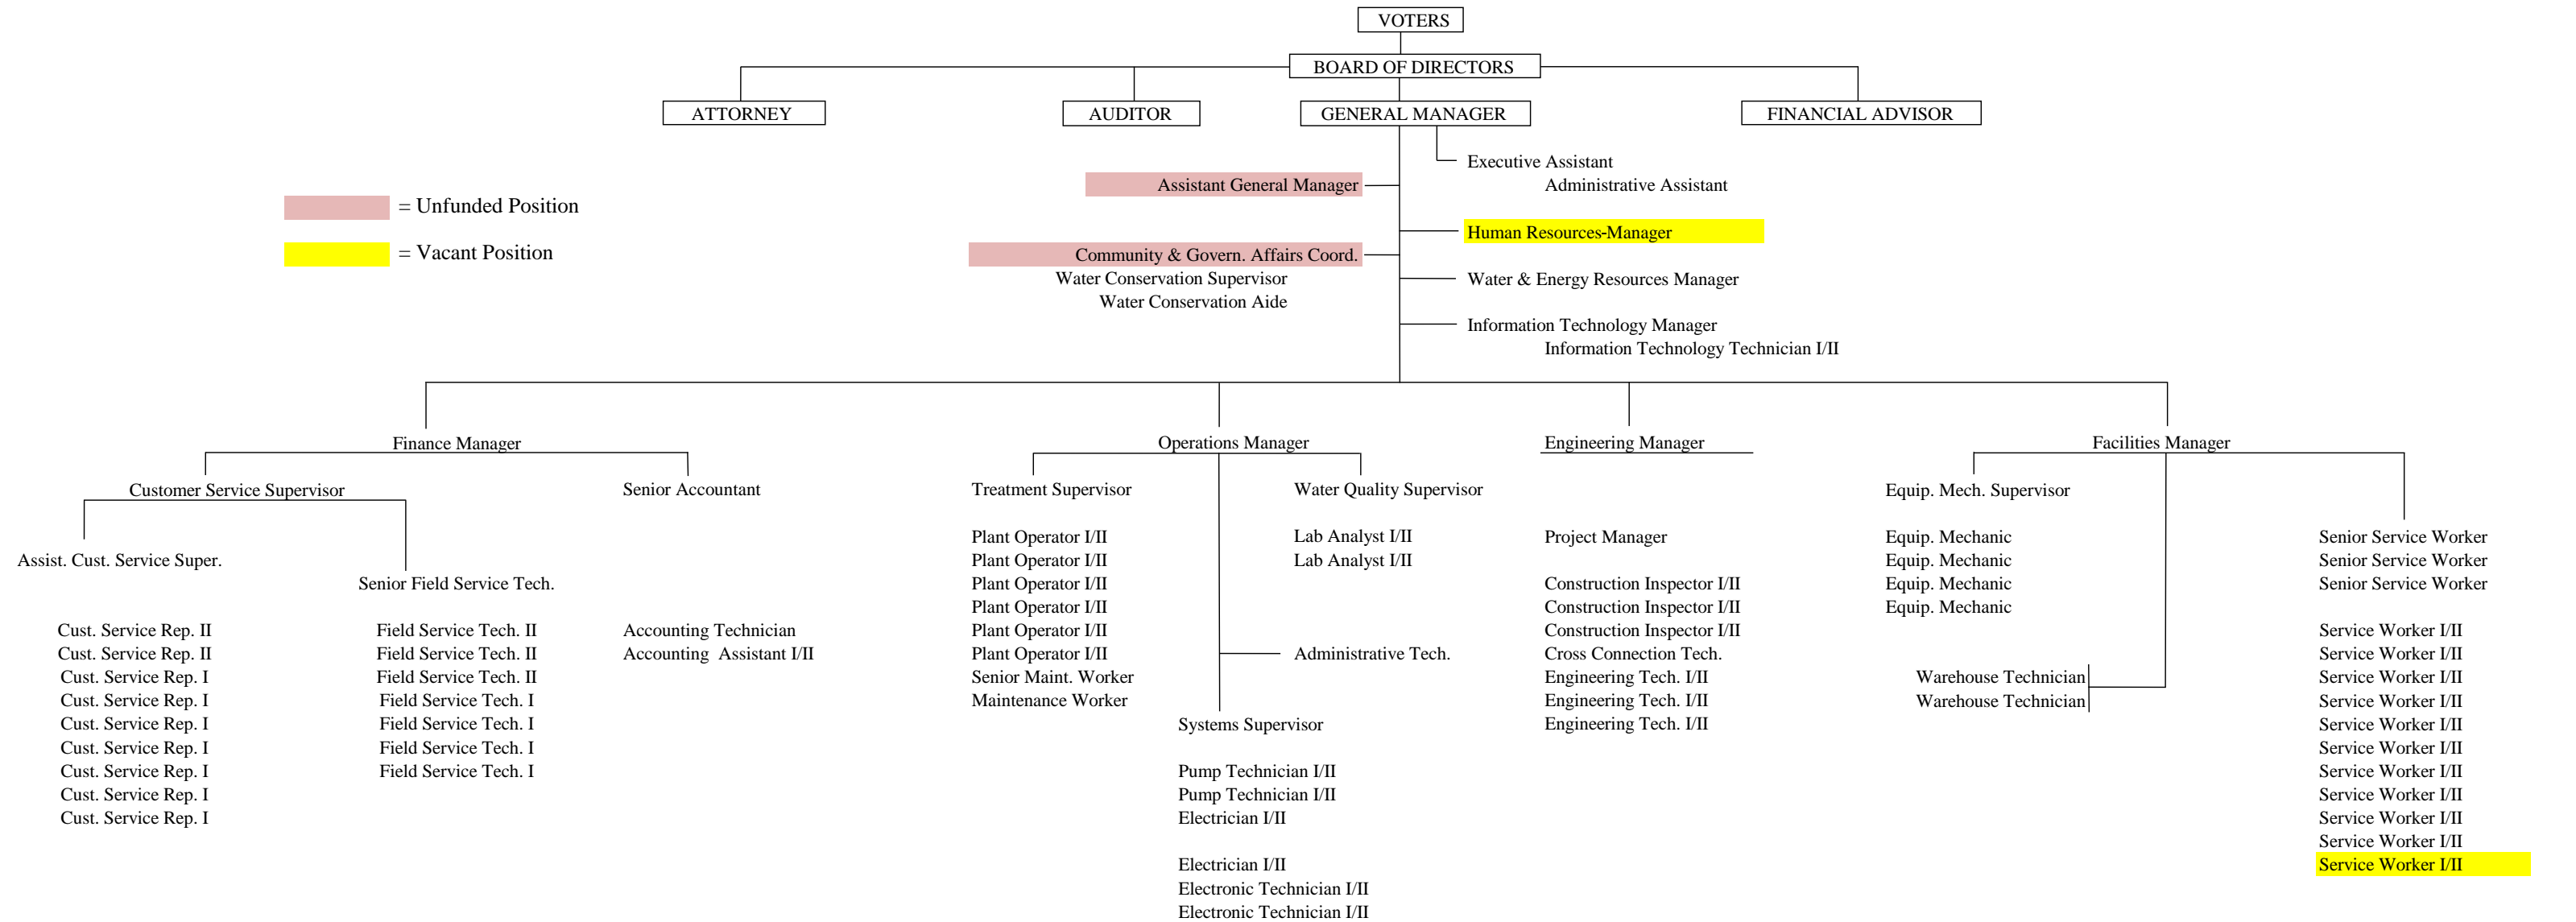 VOTERS
BOARD OF DIRECTORS
ATTORNEY
AUDITOR
GENERAL MANAGER
FINANCIAL ADVISOR
Executive Assistant
Administrative Assistant
Assistant General Manager
= Unfunded Position
= Vacant Position
Human Resources-Manager
Community & Govern. Affairs Coord.
Water Conservation Supervisor
Water Conservation Aide
Water & Energy Resources Manager
Information Technology Manager
Information Technology Technician I/II
Finance Manager
Customer Service Supervisor
Assist. Cust. Service Super.
Cust. Service Rep. II
Cust. Service Rep. II
Cust. Service Rep. I
Cust. Service Rep. I
Cust. Service Rep. I
Cust. Service Rep. I
Cust. Service Rep. I
Cust. Service Rep. I
Cust. Service Rep. I
Senior Field Service Tech.
Field Service Tech. II
Field Service Tech. II
Field Service Tech. II
Field Service Tech. I
Field Service Tech. I
Field Service Tech. I
Field Service Tech. I
Senior Accountant
Accounting Technician
Accounting Assistant I/II
Operations Manager
Treatment Supervisor
Plant Operator I/II
Plant Operator I/II
Plant Operator I/II
Plant Operator I/II
Plant Operator I/II
Plant Operator I/II
Senior Maint. Worker
Maintenance Worker
Water Quality Supervisor
Lab Analyst I/II
Lab Analyst I/II
Administrative Tech.
Systems Supervisor
Pump Technician I/II
Pump Technician I/II
Electrician I/II
Electrician I/II
Electronic Technician I/II
Electronic Technician I/II
Engineering Manager
Project Manager
Construction Inspector I/II
Construction Inspector I/II
Construction Inspector I/II
Cross Connection Tech.
Engineering Tech. I/II
Engineering Tech. I/II
Engineering Tech. I/II
Facilities Manager
Equip. Mech. Supervisor
Equip. Mechanic
Equip. Mechanic
Equip. Mechanic
Equip. Mechanic
Warehouse Technician
Warehouse Technician
Senior Service Worker
Senior Service Worker
Senior Service Worker
Service Worker I/II
Service Worker I/II
Service Worker I/II
Service Worker I/II
Service Worker I/II
Service Worker I/II
Service Worker I/II
Service Worker I/II
Service Worker I/II
Service Worker I/II
Service Worker I/II